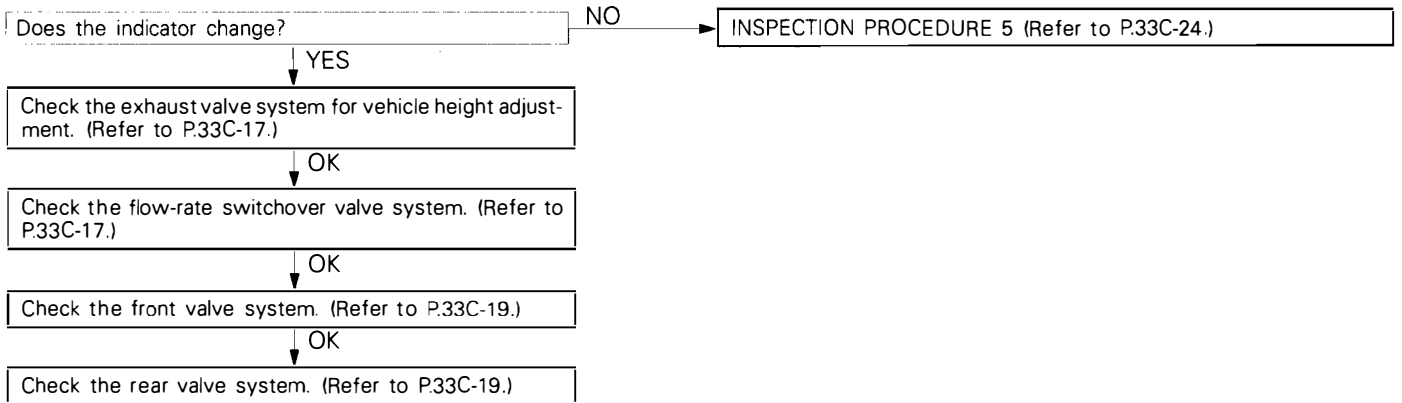 Does the indicator change?
NO
INSPECTION PROCEDURE 5 (Refer to P.33C-24.)
YES
Check the exhaust valve system for vehicle height adjust-
ment. (Refer to P.33C-17.)
OK
Check the flow-rate switchover valve system. (Refer to
P.33C-17.)
OK
Check the front valve system. (Refer to P.33C-19.)
OK
Check the rear valve system. (Refer to P.33C-19.)